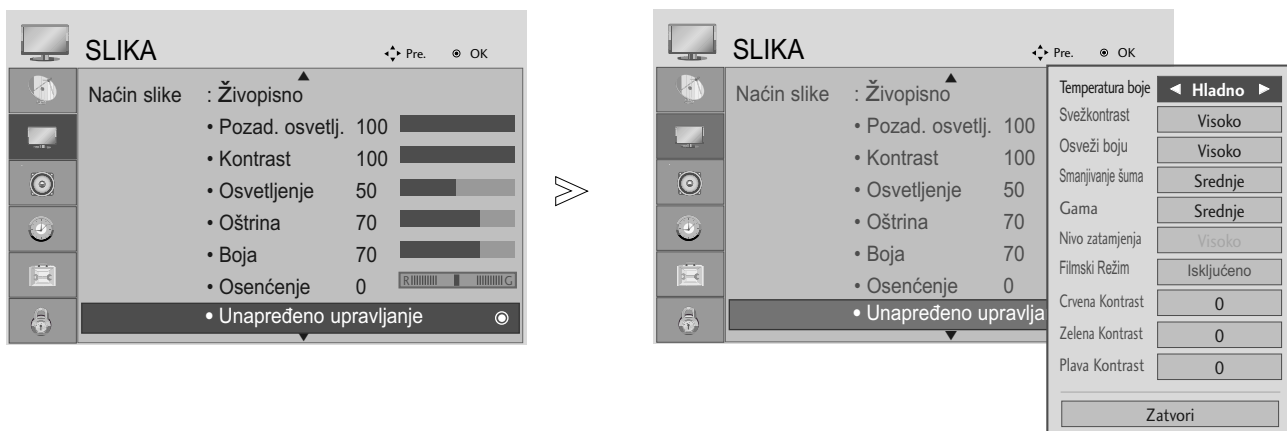 SLIKA
Pre. OK
Naćin slike : Živopisno
• Pozad. osvetlj. 100
• Kontrast 100
• Osvetljenje 50
• Oštrina 70
• Boja 70
• Osenćenje 0 R G
• Unapređeno upravljanje
SLIKA
Pre. OK
Naćin slike : Živopisno
• Pozad. osvetlj. 100
• Kontrast 100
• Osvetljenje 50
• Oštrina 70
• Boja 70
• Osenćenje 0
• Unapređeno upravlja
Temperatura boje ◄ Hladno ►
Svežkontrast Visoko
Osveži boju Visoko
Smanjivanje šuma Srednje
Gama Srednje
Nivo zatamjenja Visoko
Filmski Režim Iskljućeno
Crvena Kontrast 0
Zelena Kontrast 0
Plava Kontrast 0
Zatvori